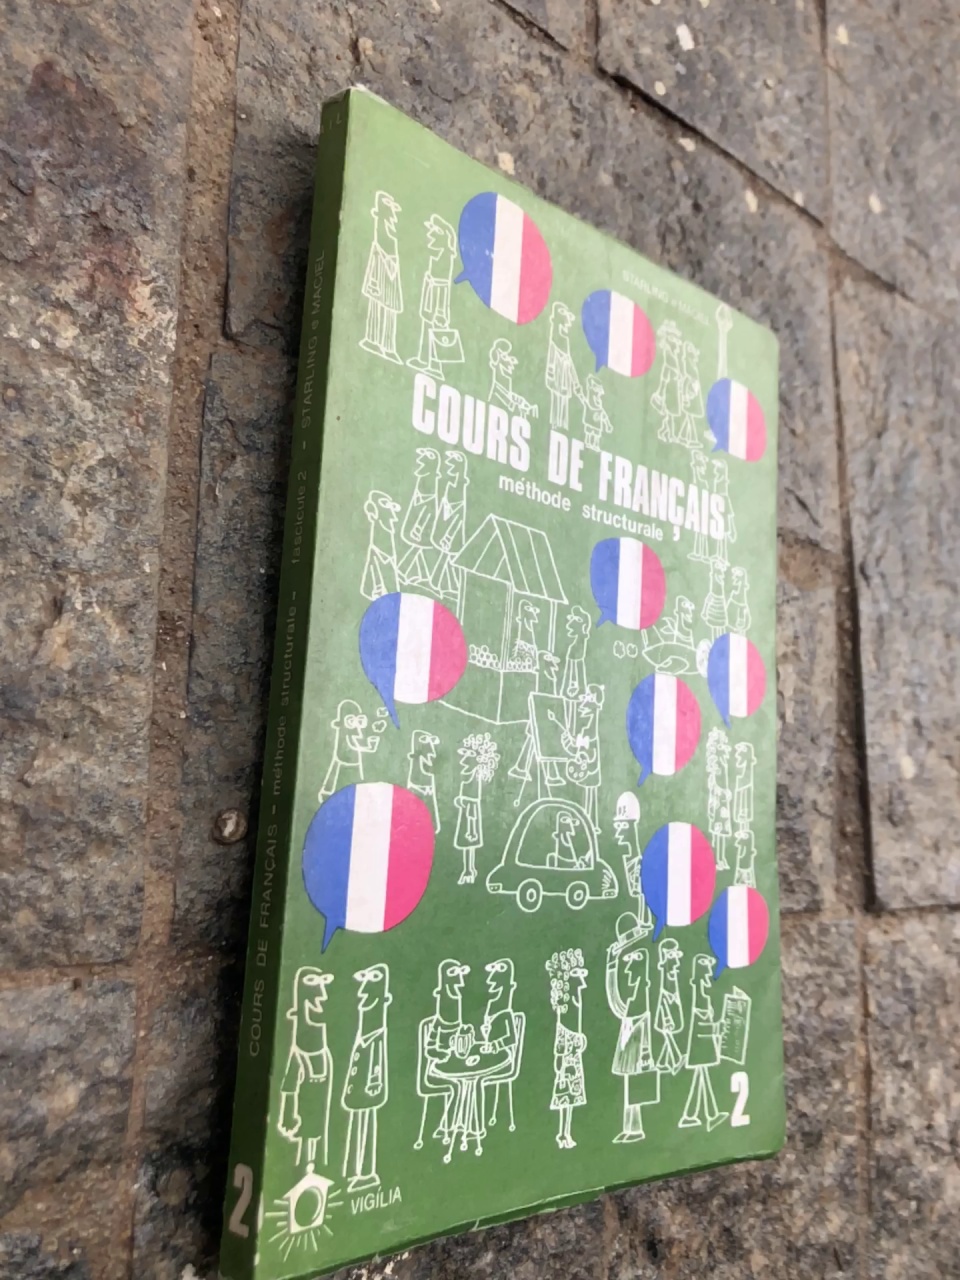 STARLING e MACIEL
COURS DE FRANÇAIS
méthode structurale
2
VIGÍLIA
COURS DE FRANÇAIS - méthode structurale - fascicule 2 - STARLING e MACIEL
2